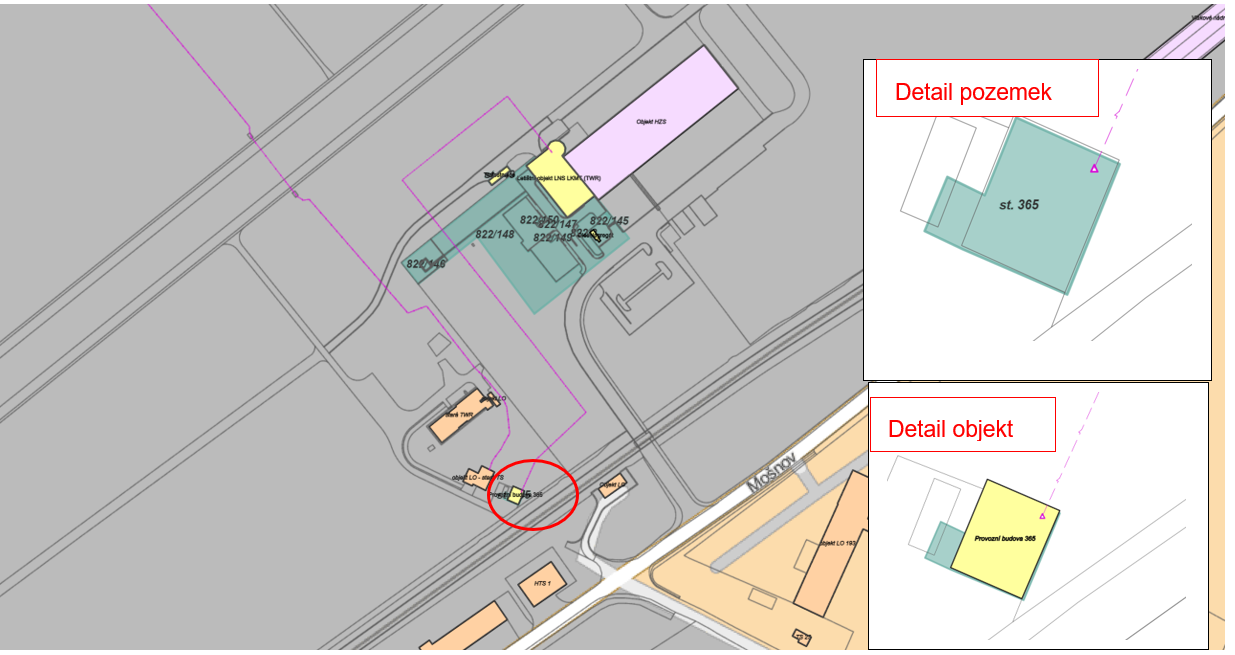 Detail pozemek
Objekt HZS
Letištní objekt LNS LKMT (TWR)
822/150
822/147
822/145
822/148
822/149
822/146
st. 365
stará TWR
Detail objekt
Mošnov
objekt LO - stará TS
Provozní budova 365
Objekt LO
Provozní budova 365
objekt LO 193
HTS 1